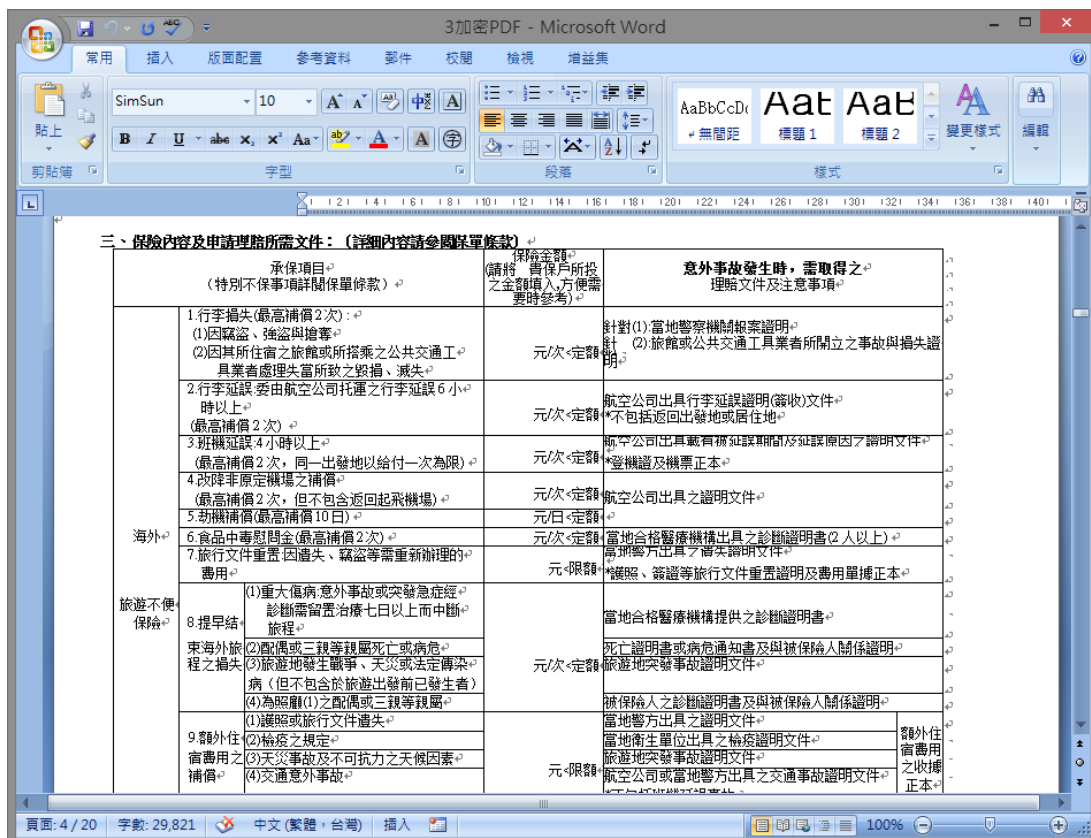 3加密PDF - Microsoft Word
常用 插入 版面配置 參考資料 郵件 校閱 檢視 增益集
SimSun 10
貼上
AaBbCcDc AaB AaB
無間距 標題 1 標題 2 變更樣式 編輯
剪貼簿 字型 段落 樣式
三、保險內容及申請理賠所需文件：（詳細內容請參閱保單條款）
承保項目
（特別不保事項詳閱保單條款）
保險金額
(請將 貴保戶所投
之金額填入,方便需
要時參考)
意外事故發生時，需取得之
理賠文件及注意事項
海外
旅遊不便
保險
1.行李損失(最高補償2次)：
(1)因竊盜、強盜與搶奪
(2)因其所住宿之旅館或所搭乘之公共交通工
具業者處理失當所致之毀損、滅失
元/次<定額
針對(1):當地警察機關報案證明
針 (2):旅館或公共交通工具業者所開立之事故與損失證
明
2.行李延誤:委由航空公司托運之行李延誤6小
時以上
(最高補償2次)
元/次<定額
航空公司出具行李延誤證明(簽收)文件
*不包括返回出發地或居住地
3.班機延誤:4小時以上
(最高補償2次，同一出發地以給付一次為限)
元/次<定額
航空公司出具載有被延誤期間及延誤原因之證明文件
*登機證及機票正本
4.改降非原定機場之補償
(最高補償2次，但不包含返回起飛機場)
元/次<定額
航空公司出具之證明文件
5.劫機補償(最高補償10日)
元/日<定額
6.食品中毒慰問金(最高補償2次)
元/次<定額
當地合格醫療機構出具之診斷證明書(2人以上)
7.旅行文件重置:因遺失、竊盜等需重新辦理的
費用
元<限額
當地警方出具之遺失證明文件
*護照、簽證等旅行文件重置證明及費用單據正本
8.提早結
束海外旅
程之損失
(1)重大傷病:意外事故或突發急症經
診斷需留置治療七日以上而中斷
旅程
當地合格醫療機構提供之診斷證明書
(2)配偶或三親等親屬死亡或病危
死亡證明書或病危通知書及與被保險人關係證明
(3)旅遊地發生戰爭、天災或法定傳染
病（但不包含於旅遊出發前已發生者）
元/次<定額
旅遊地突發事故證明文件
(4)為照顧(1)之配偶或三親等親屬
被保險人之診斷證明書及與被保險人關係證明
9.額外住
宿費用之
補償
(1)護照或旅行文件遺失
當地警方出具之證明文件
(2)檢疫之規定
當地衛生單位出具之檢疫證明文件
(3)天災事故及不可抗力之天候因素
旅遊地突發事故證明文件
(4)交通意外事故
元<限額
航空公司或當地警方出具之交通事故證明文件
*不包括班機延誤事故
額外住
宿費用
之收據
正本
頁面: 4 / 20 字數: 29,821 中文 (繁體，台灣) 插入 100%